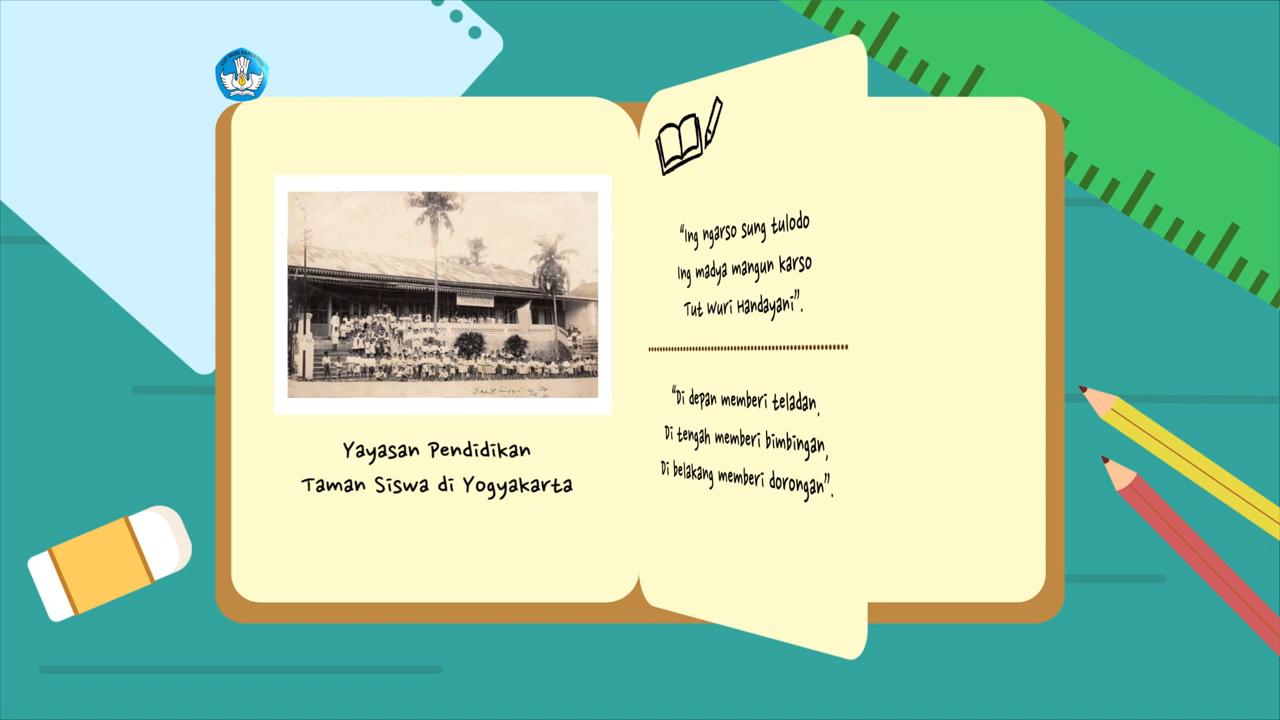 Yayasan Pendidikan
Taman Siswa di Yogyakarta
“Ing ngarso sung tulodo
Ing madya mangun karso
Tut Wuri Handayani”.
“Di depan memberi teladan,
Di tengah memberi bimbingan,
Di belakang memberi dorongan”.